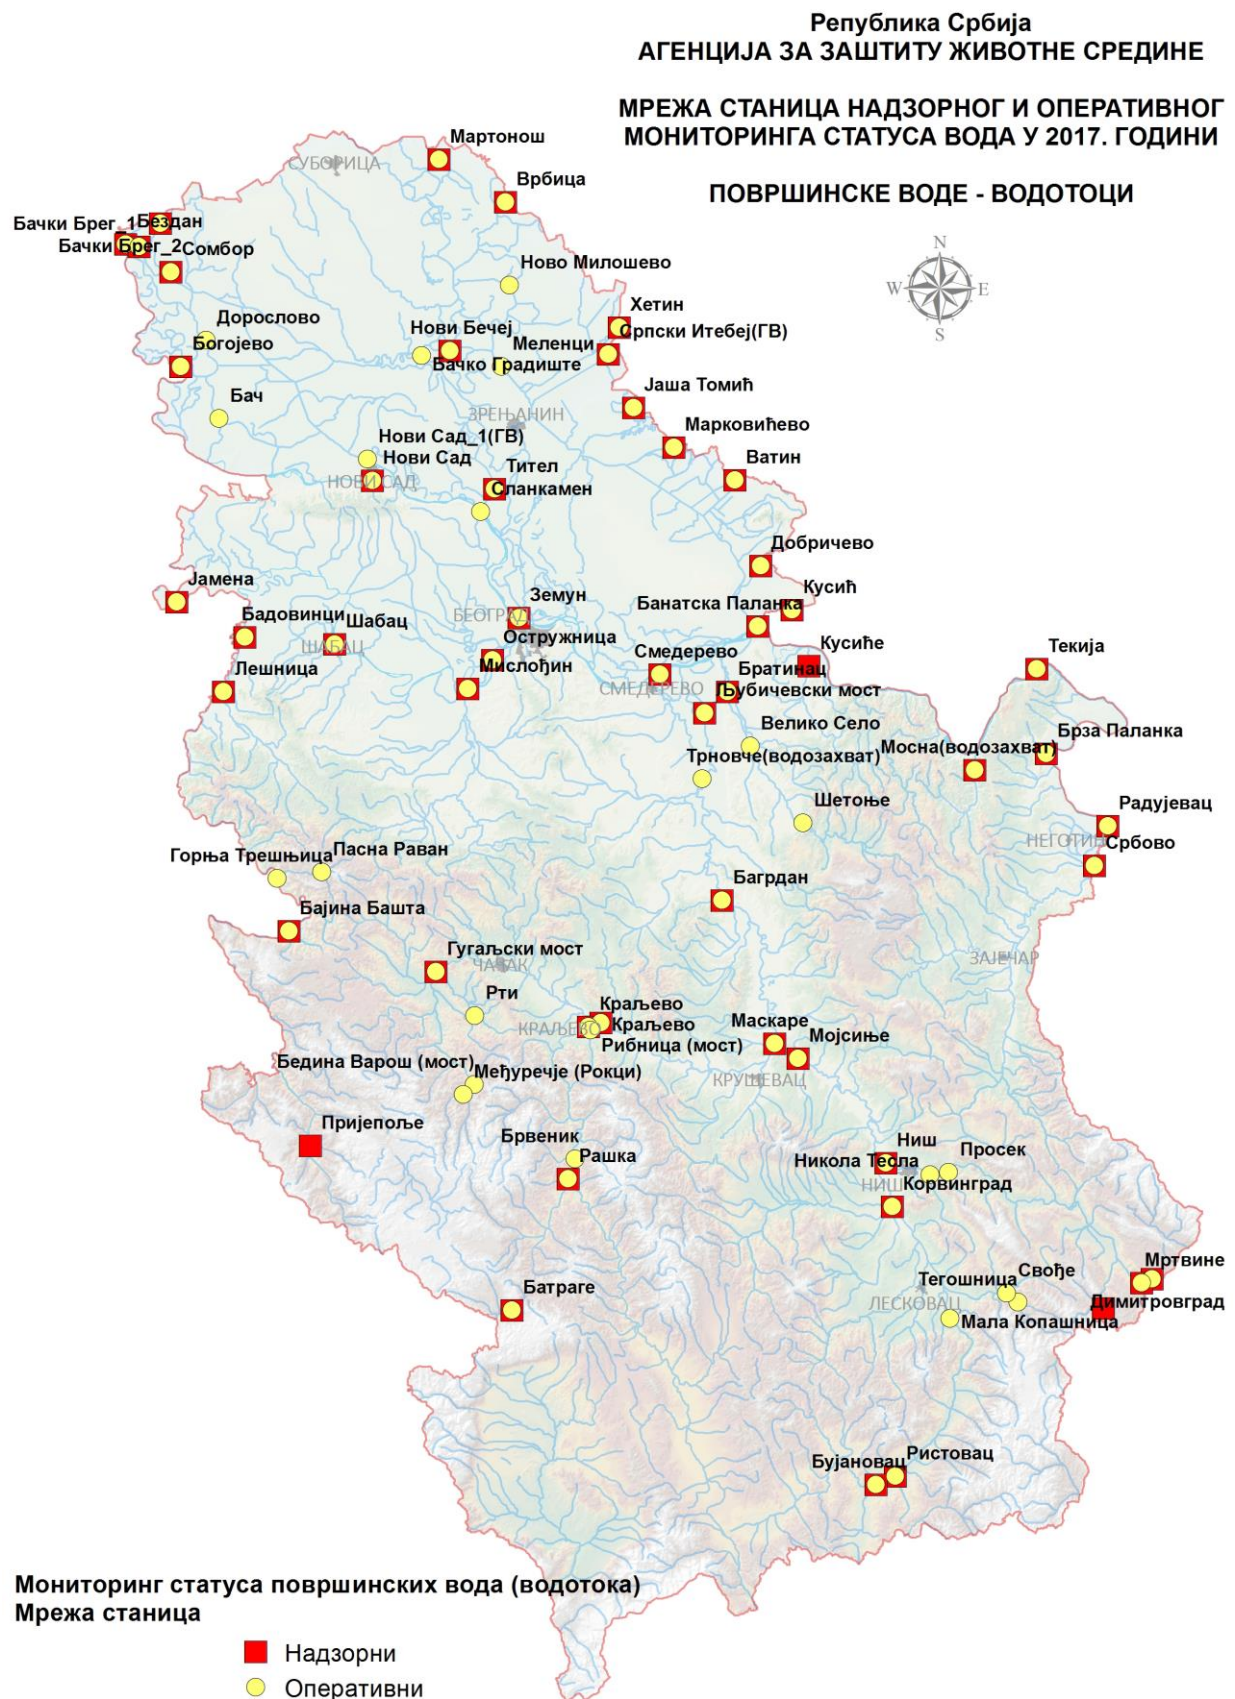 Република Србија
АГЕНЦИЈА ЗА ЗАШТИТУ ЖИВОТНЕ СРЕДИНЕ
МРЕЖА СТАНИЦА НАДЗОРНОГ И ОПЕРАТИВНОГ
МОНИТОРИНГА СТАТУСА ВОДА У 2017. ГОДИНИ
ПОВРШИНСКЕ ВОДЕ - ВОДОТОЦИ
N
W
E
S
Мартонош
СУБОРИЦА
Врбица
Бачки Брег_1
Бездан
Бачки Брег_2
Сомбор
Ново Милошево
Хетин
Дорослово
Нови Бечеј
Српски Итебеј(ГВ)
Богојево
Меленци
Бачко Градиште
Јаша Томић
Бач
ЗРЕЊАНИН
Нови Сад_1(ГВ)
Марковићево
Нови Сад
Тител
Ватин
НОВИ САД
Сланкамен
Добричево
Јамена
Земун
Кусић
Бадовинци
БЕОГРАД
Банатска Паланка
Шабац
ШАБАЦ
Остружница
Кусиће
Текија
Лешница
Мислођин
Смедерево
Братинац
СМЕДЕРЕВО
Љубичевски мост
Велико Село
Брза Паланка
Трновче(водозахват)
Мосна(водозахват)
Шетоње
Радујевац
НЕГОТИН
Србово
Горња Трешњица
Пасна Раван
Багрдан
Бајина Башта
Гугаљски мост
ЧАЧАК
ЗАЈЕЧАР
Рти
Краљево
КРАЉЕВО
Краљево
Маскаре
Рибница (мост)
Мојсиње
Бедина Варош (мост)
Међуречје (Рокци)
КРУШЕВАЦ
Пријепоље
Брвеник
Ниш
Просек
Рашка
Никола Тесла
НИШ
Корвинград
Мртвине
Тегошница
Свође
Батраге
ЛЕСКОВАЦ
Димитровград
Мала Копашница
Бујановац
Ристовац
Мониторинг статуса површинских вода (водотока)
Мрежа станица
Надзорни
Оперативни